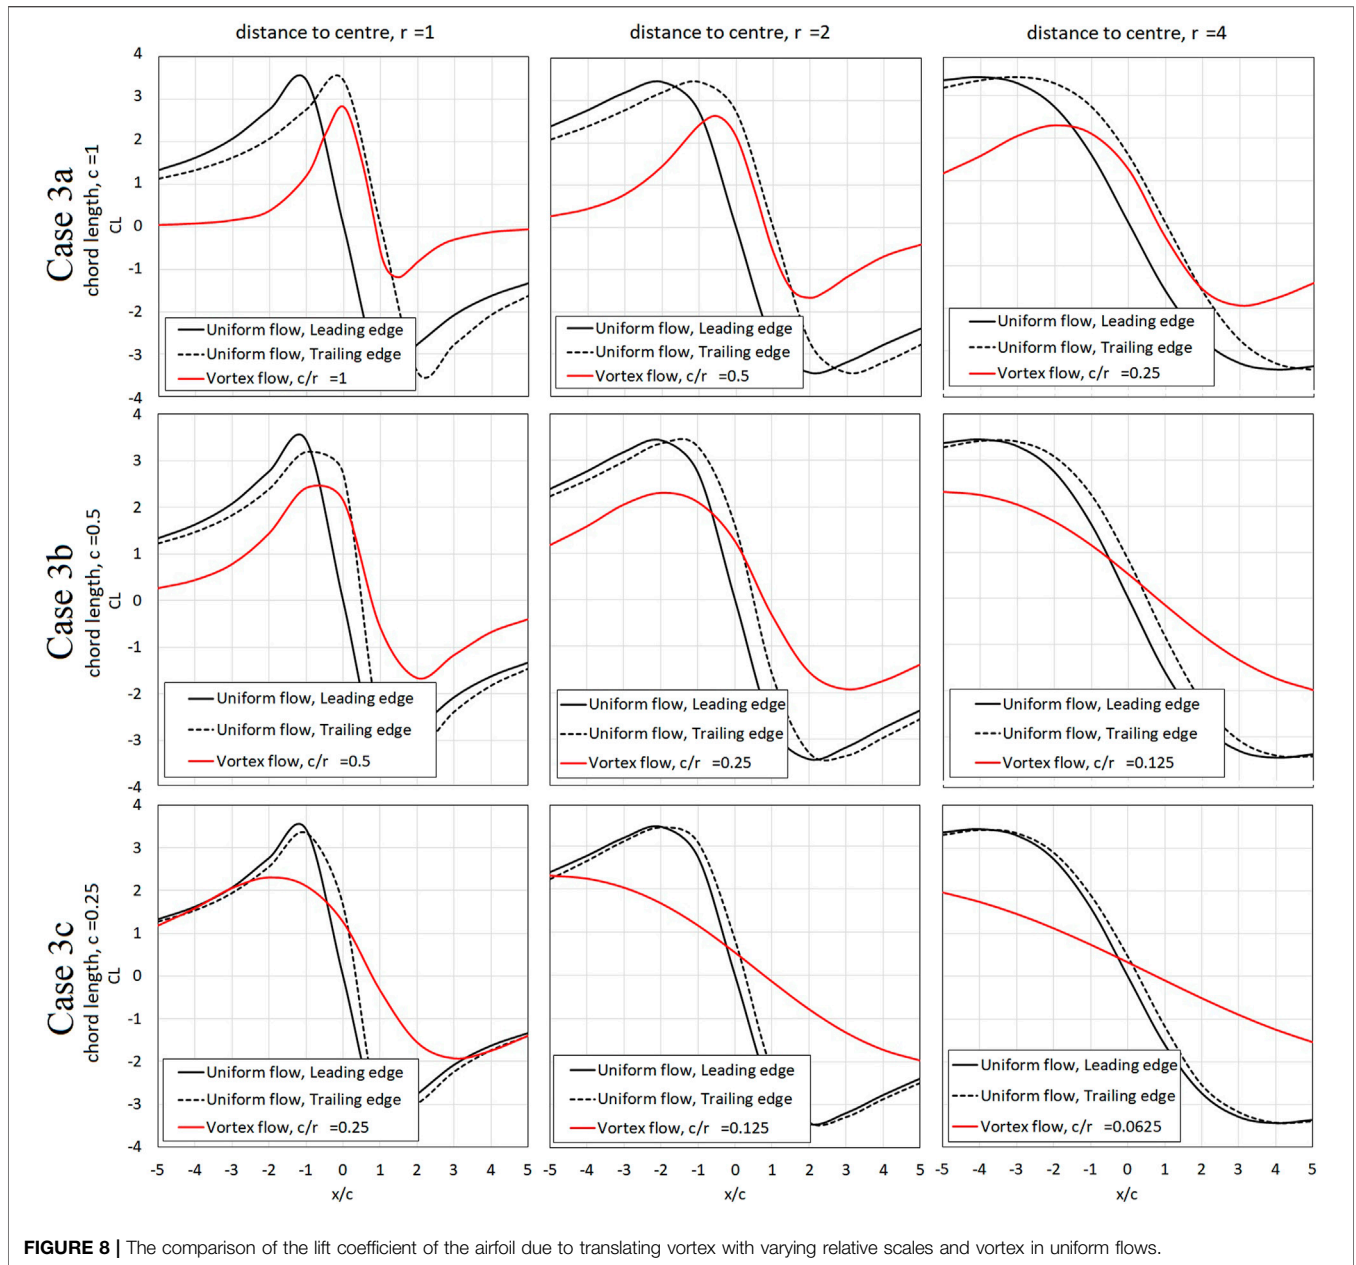 distance to centre, r =1
distance to centre, r =2
distance to centre, r =4
Case 3a
chord length, c =1
CL
4
3
2
1
0
-1
-2
-3
-4
Uniform flow, Leading edge
Uniform flow, Trailing edge
Vortex flow, c/r =1
Uniform flow, Leading edge
Uniform flow, Trailing edge
Vortex flow, c/r =0.5
Uniform flow, Leading edge
Uniform flow, Trailing edge
Vortex flow, c/r =0.25
Case 3b
chord length, c =0.5
CL
4
3
2
1
0
-1
-2
-3
-4
Uniform flow, Leading edge
Uniform flow, Trailing edge
Vortex flow, c/r =0.5
Uniform flow, Leading edge
Uniform flow, Trailing edge
Vortex flow, c/r =0.25
Uniform flow, Leading edge
Uniform flow, Trailing edge
Vortex flow, c/r =0.125
Case 3c
chord length, c =0.25
CL
4
3
2
1
0
-1
-2
-3
-4
Uniform flow, Leading edge
Uniform flow, Trailing edge
Vortex flow, c/r =0.25
Uniform flow, Leading edge
Uniform flow, Trailing edge
Vortex flow, c/r =0.125
Uniform flow, Leading edge
Uniform flow, Trailing edge
Vortex flow, c/r =0.0625
-5 -4 -3 -2 -1 0 1 2 3 4 5
x/c
-5 -4 -3 -2 -1 0 1 2 3 4 5
x/c
-5 -4 -3 -2 -1 0 1 2 3 4 5
x/c
FIGURE 8 | The comparison of the lift coefficient of the airfoil due to translating vortex with varying relative scales and vortex in uniform flows.